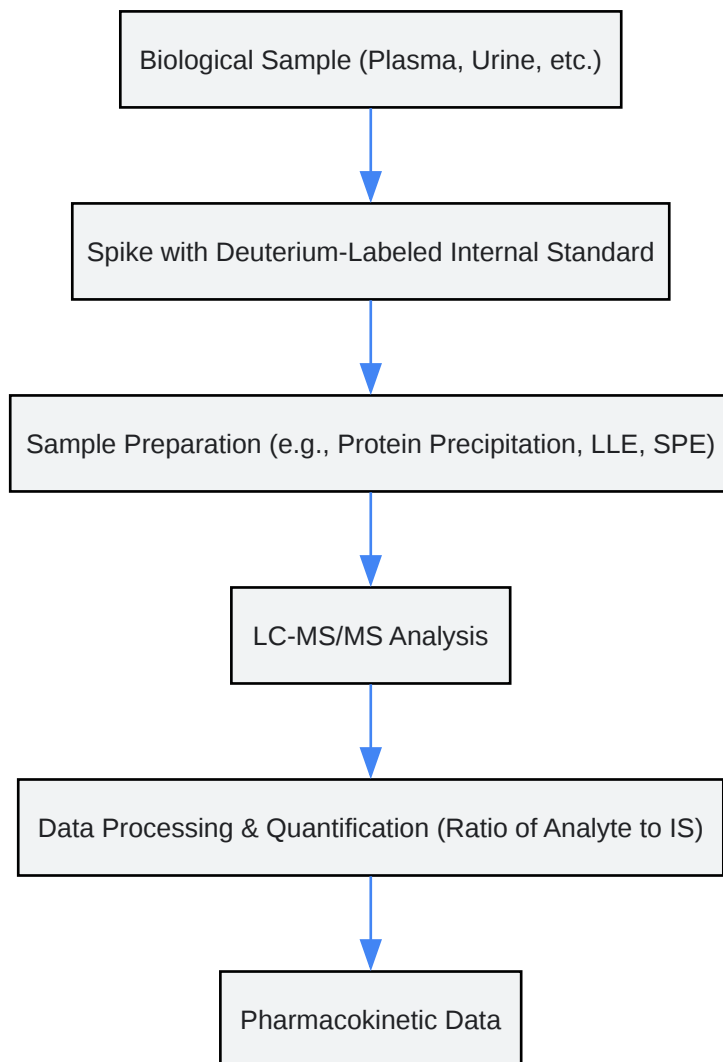 Biological Sample (Plasma, Urine, etc.)
Spike with Deuterium-Labeled Internal Standard
Sample Preparation (e.g., Protein Precipitation, LLE, SPE)
LC-MS/MS Analysis
Data Processing & Quantification (Ratio of Analyte to IS)
Pharmacokinetic Data